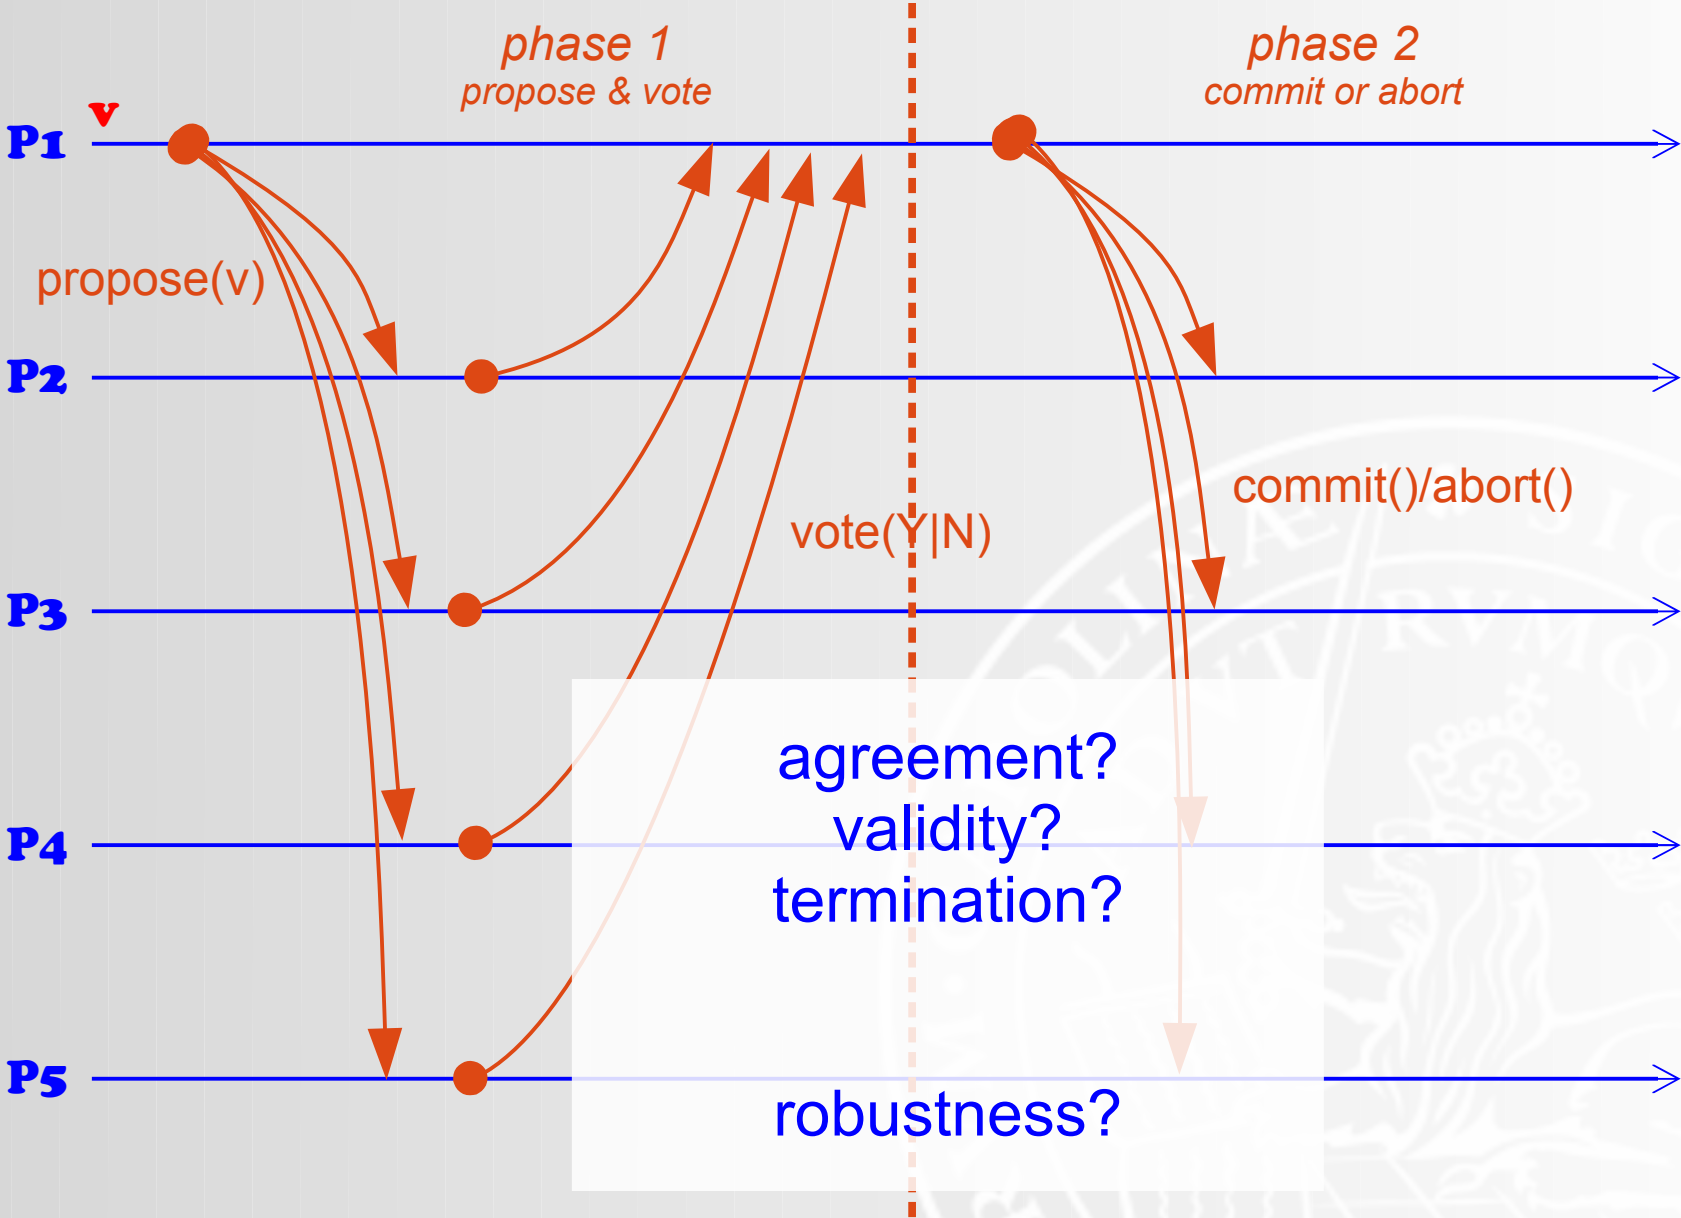 phase 1
propose & vote
phase 2
commit or abort
v
P1
propose(v)
P2
commit()/abort()
vote(Y|N)
P3
agreement?
validity?
P4
termination?
P5
robustness?